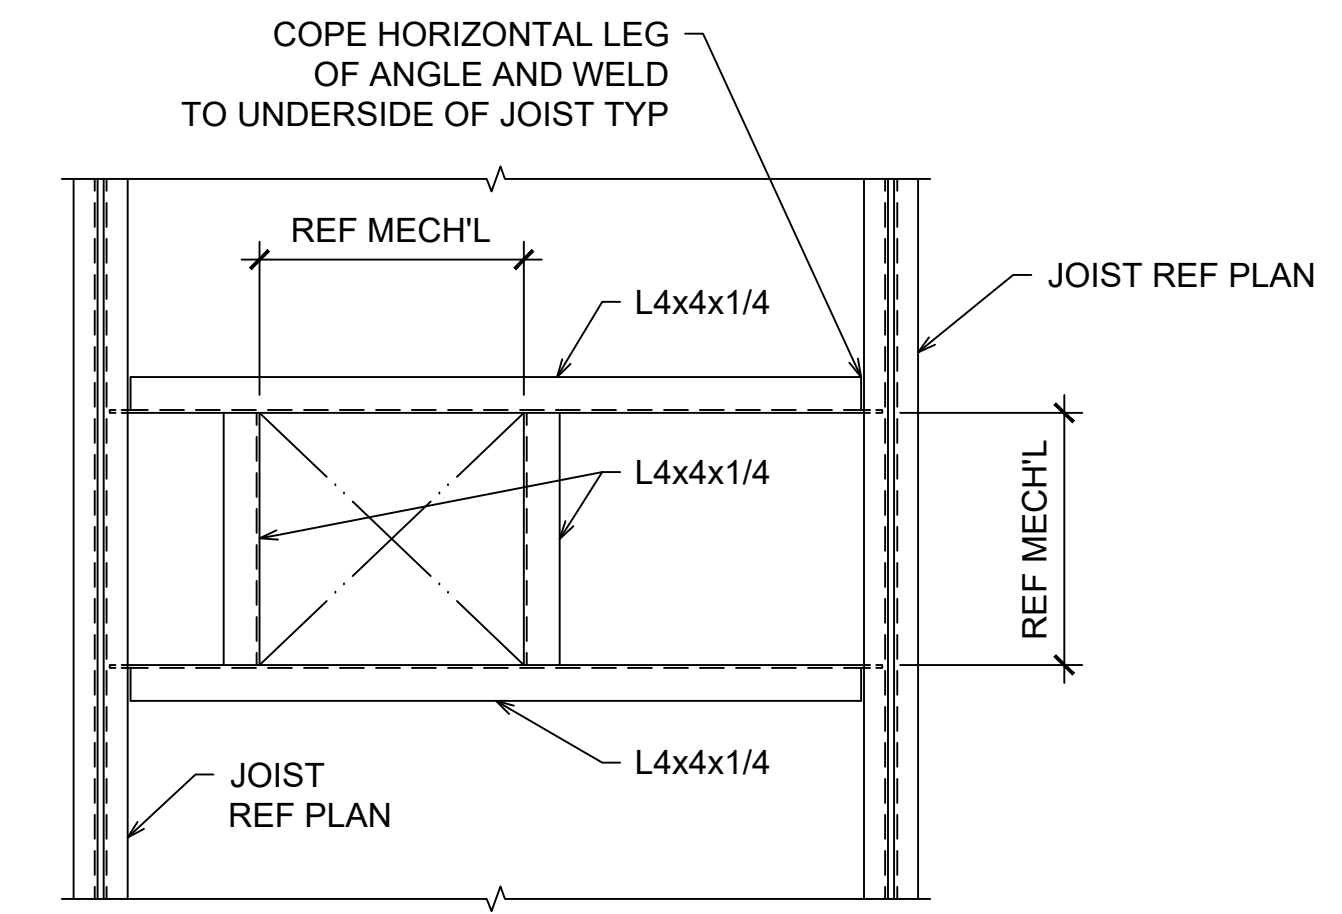 COPE HORIZONTAL LEG
OF ANGLE AND WELD
TO UNDERSIDE OF JOIST TYP
REF MECH'L
JOIST REF PLAN
L4x4x1/4
L4x4x1/4
REF MECH'L
L4x4x1/4
JOIST
REF PLAN